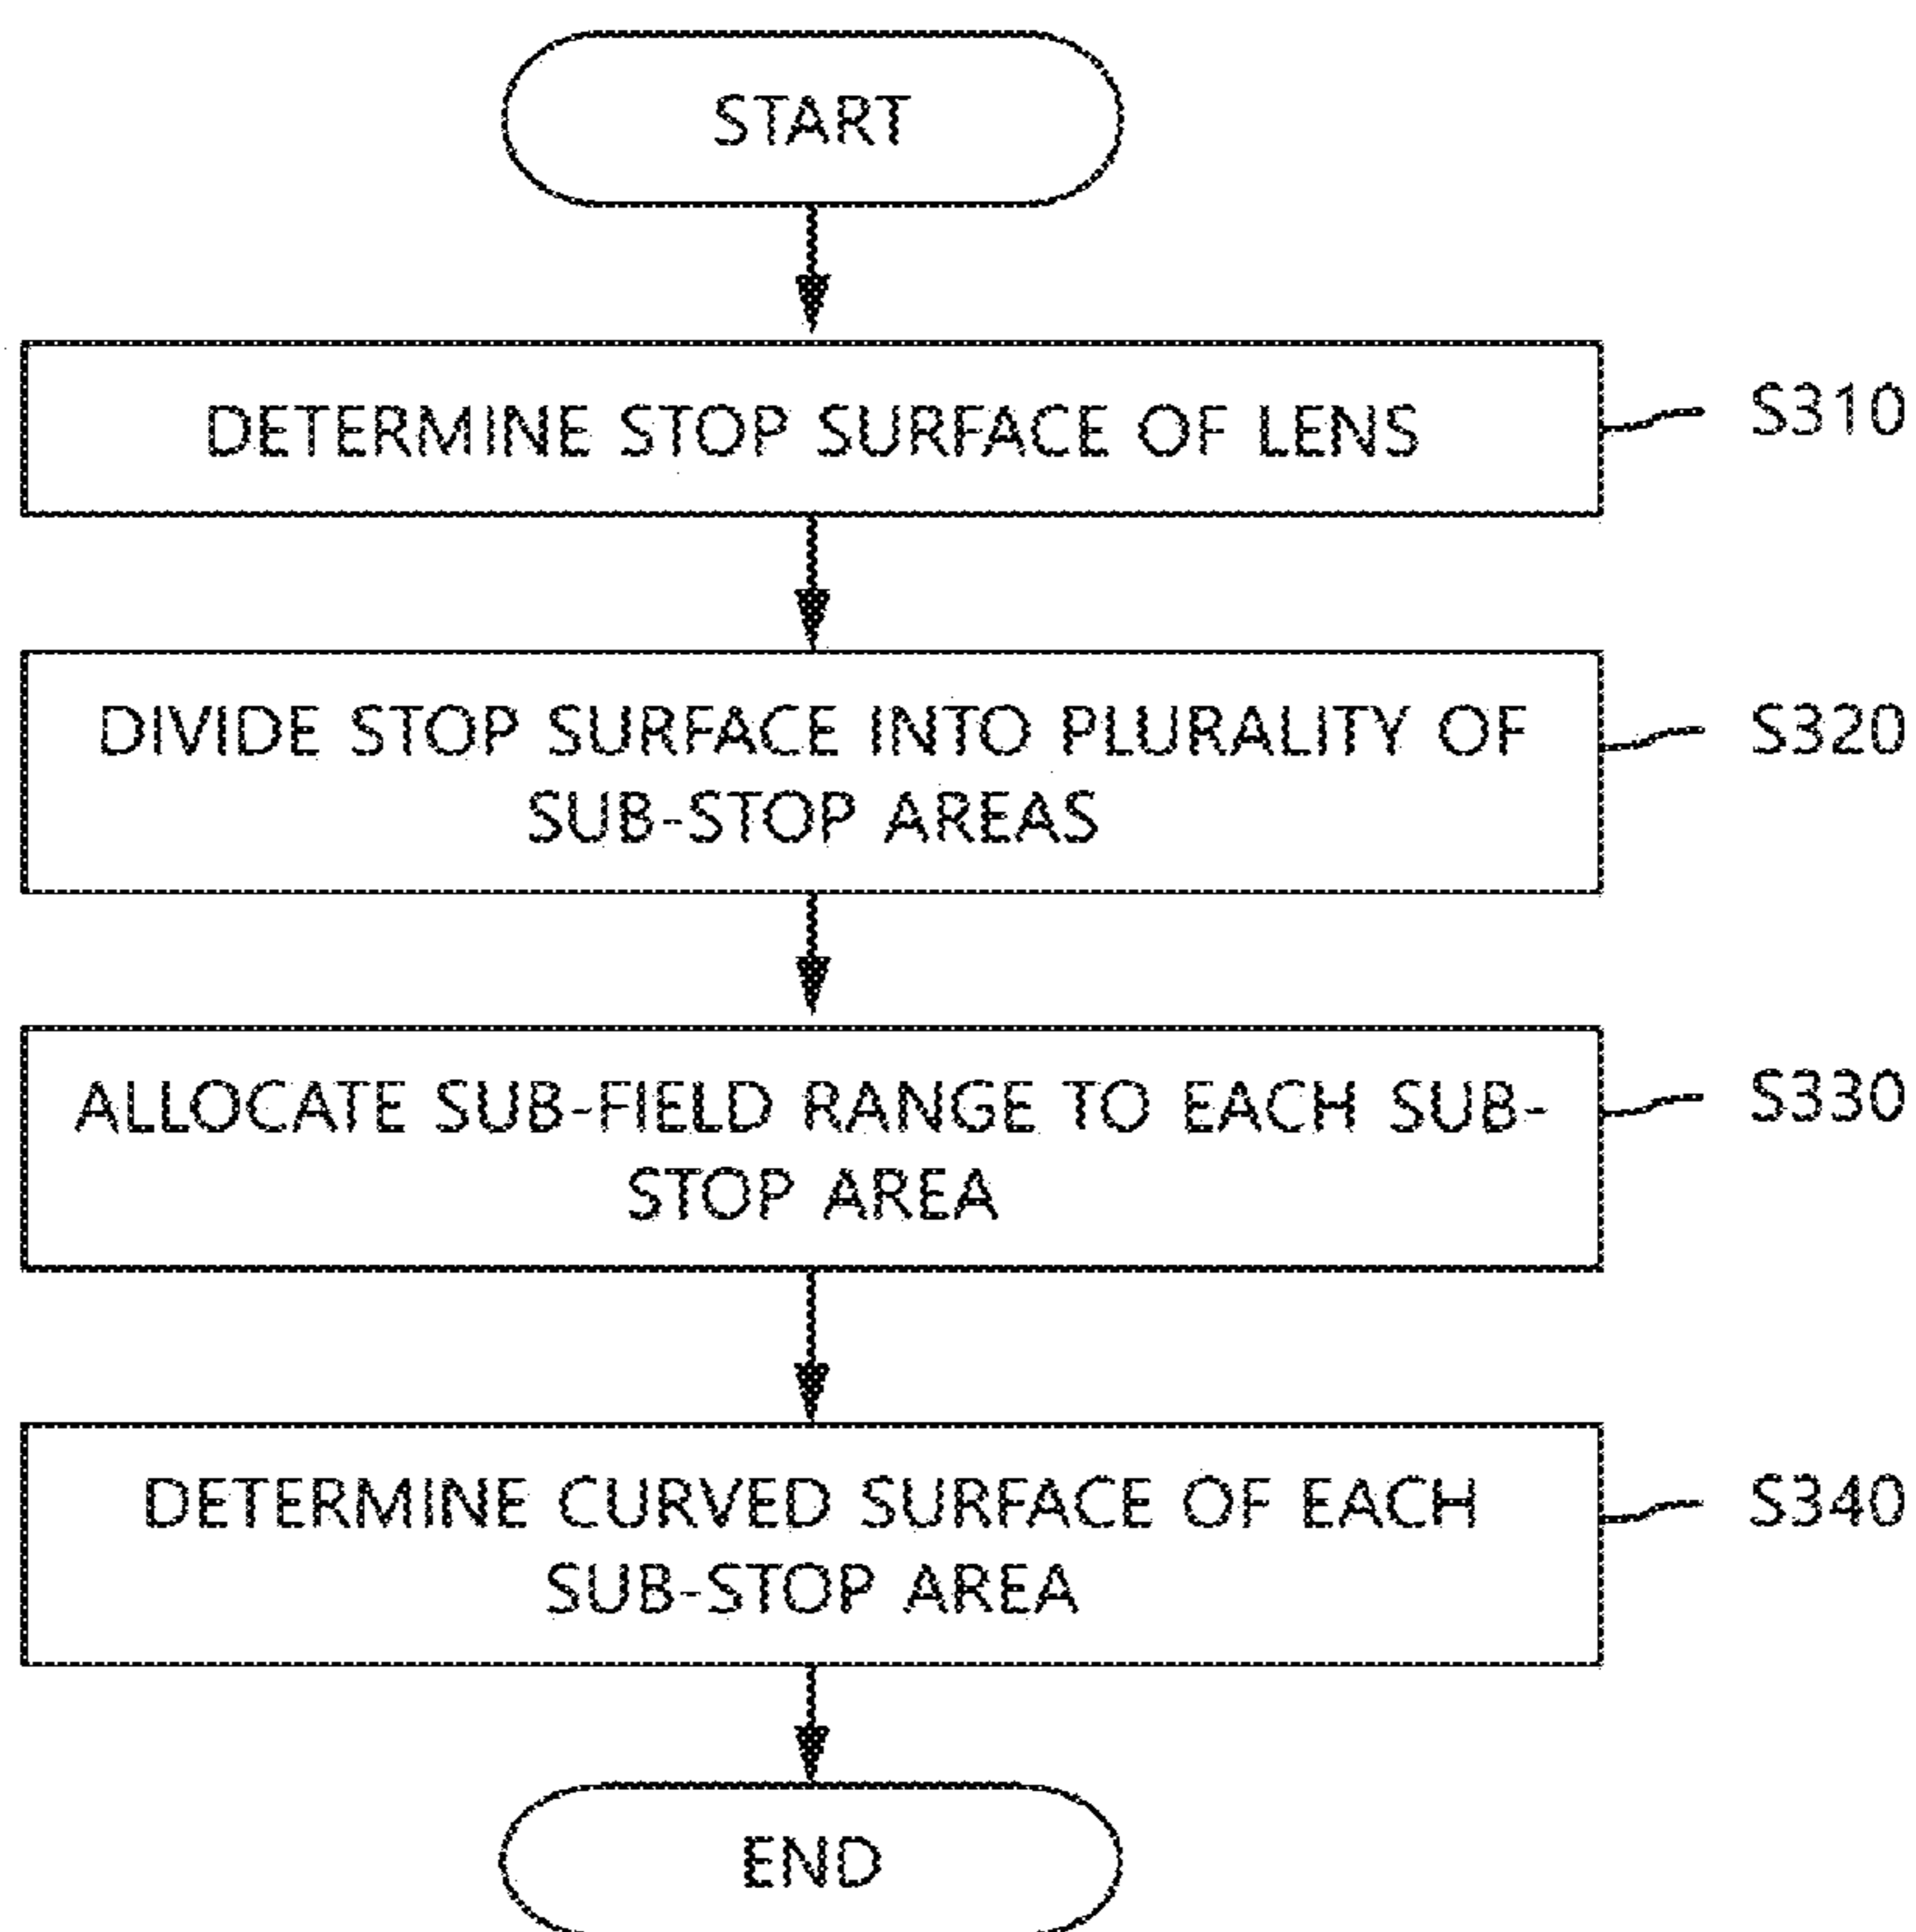 START
DETERMINE STOP SURFACE OF LENS
S310
DIVIDE STOP SURFACE INTO PLURALITY OF
SUB-STOP AREAS
S320
ALLOCATE SUB-FIELD RANGE TO EACH SUB-
STOP AREA
S330
DETERMINE CURVED SURFACE OF EACH
SUB-STOP AREA
S340
END